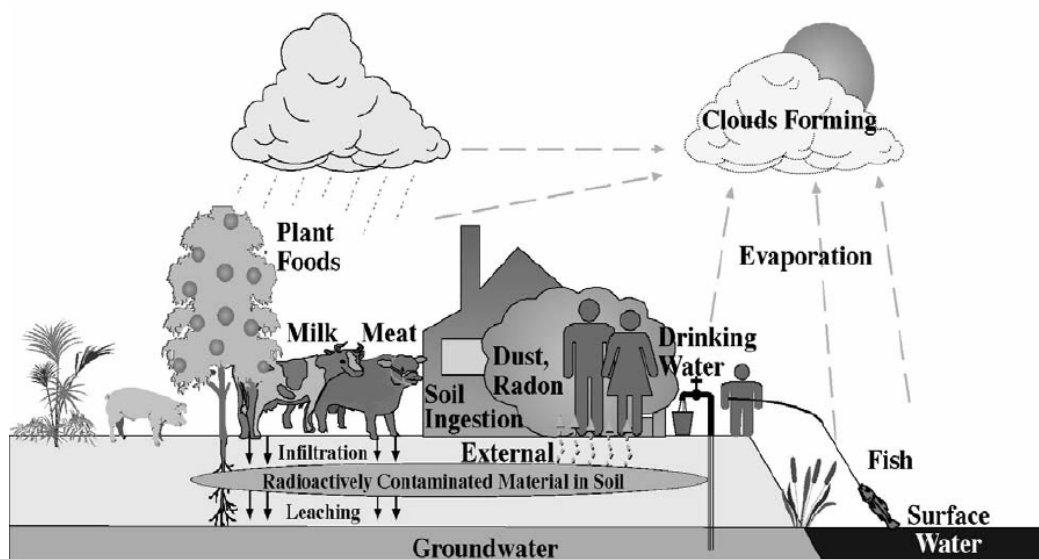 Clouds Forming
Plant
Foods
Evaporation
Milk
Meat
Dust,
Radon
Drinking
Water
Soil
Ingestion
Infiltration
External
Radioactively Contaminated Material in Soil
Leaching
Fish
Surface
Water
Groundwater